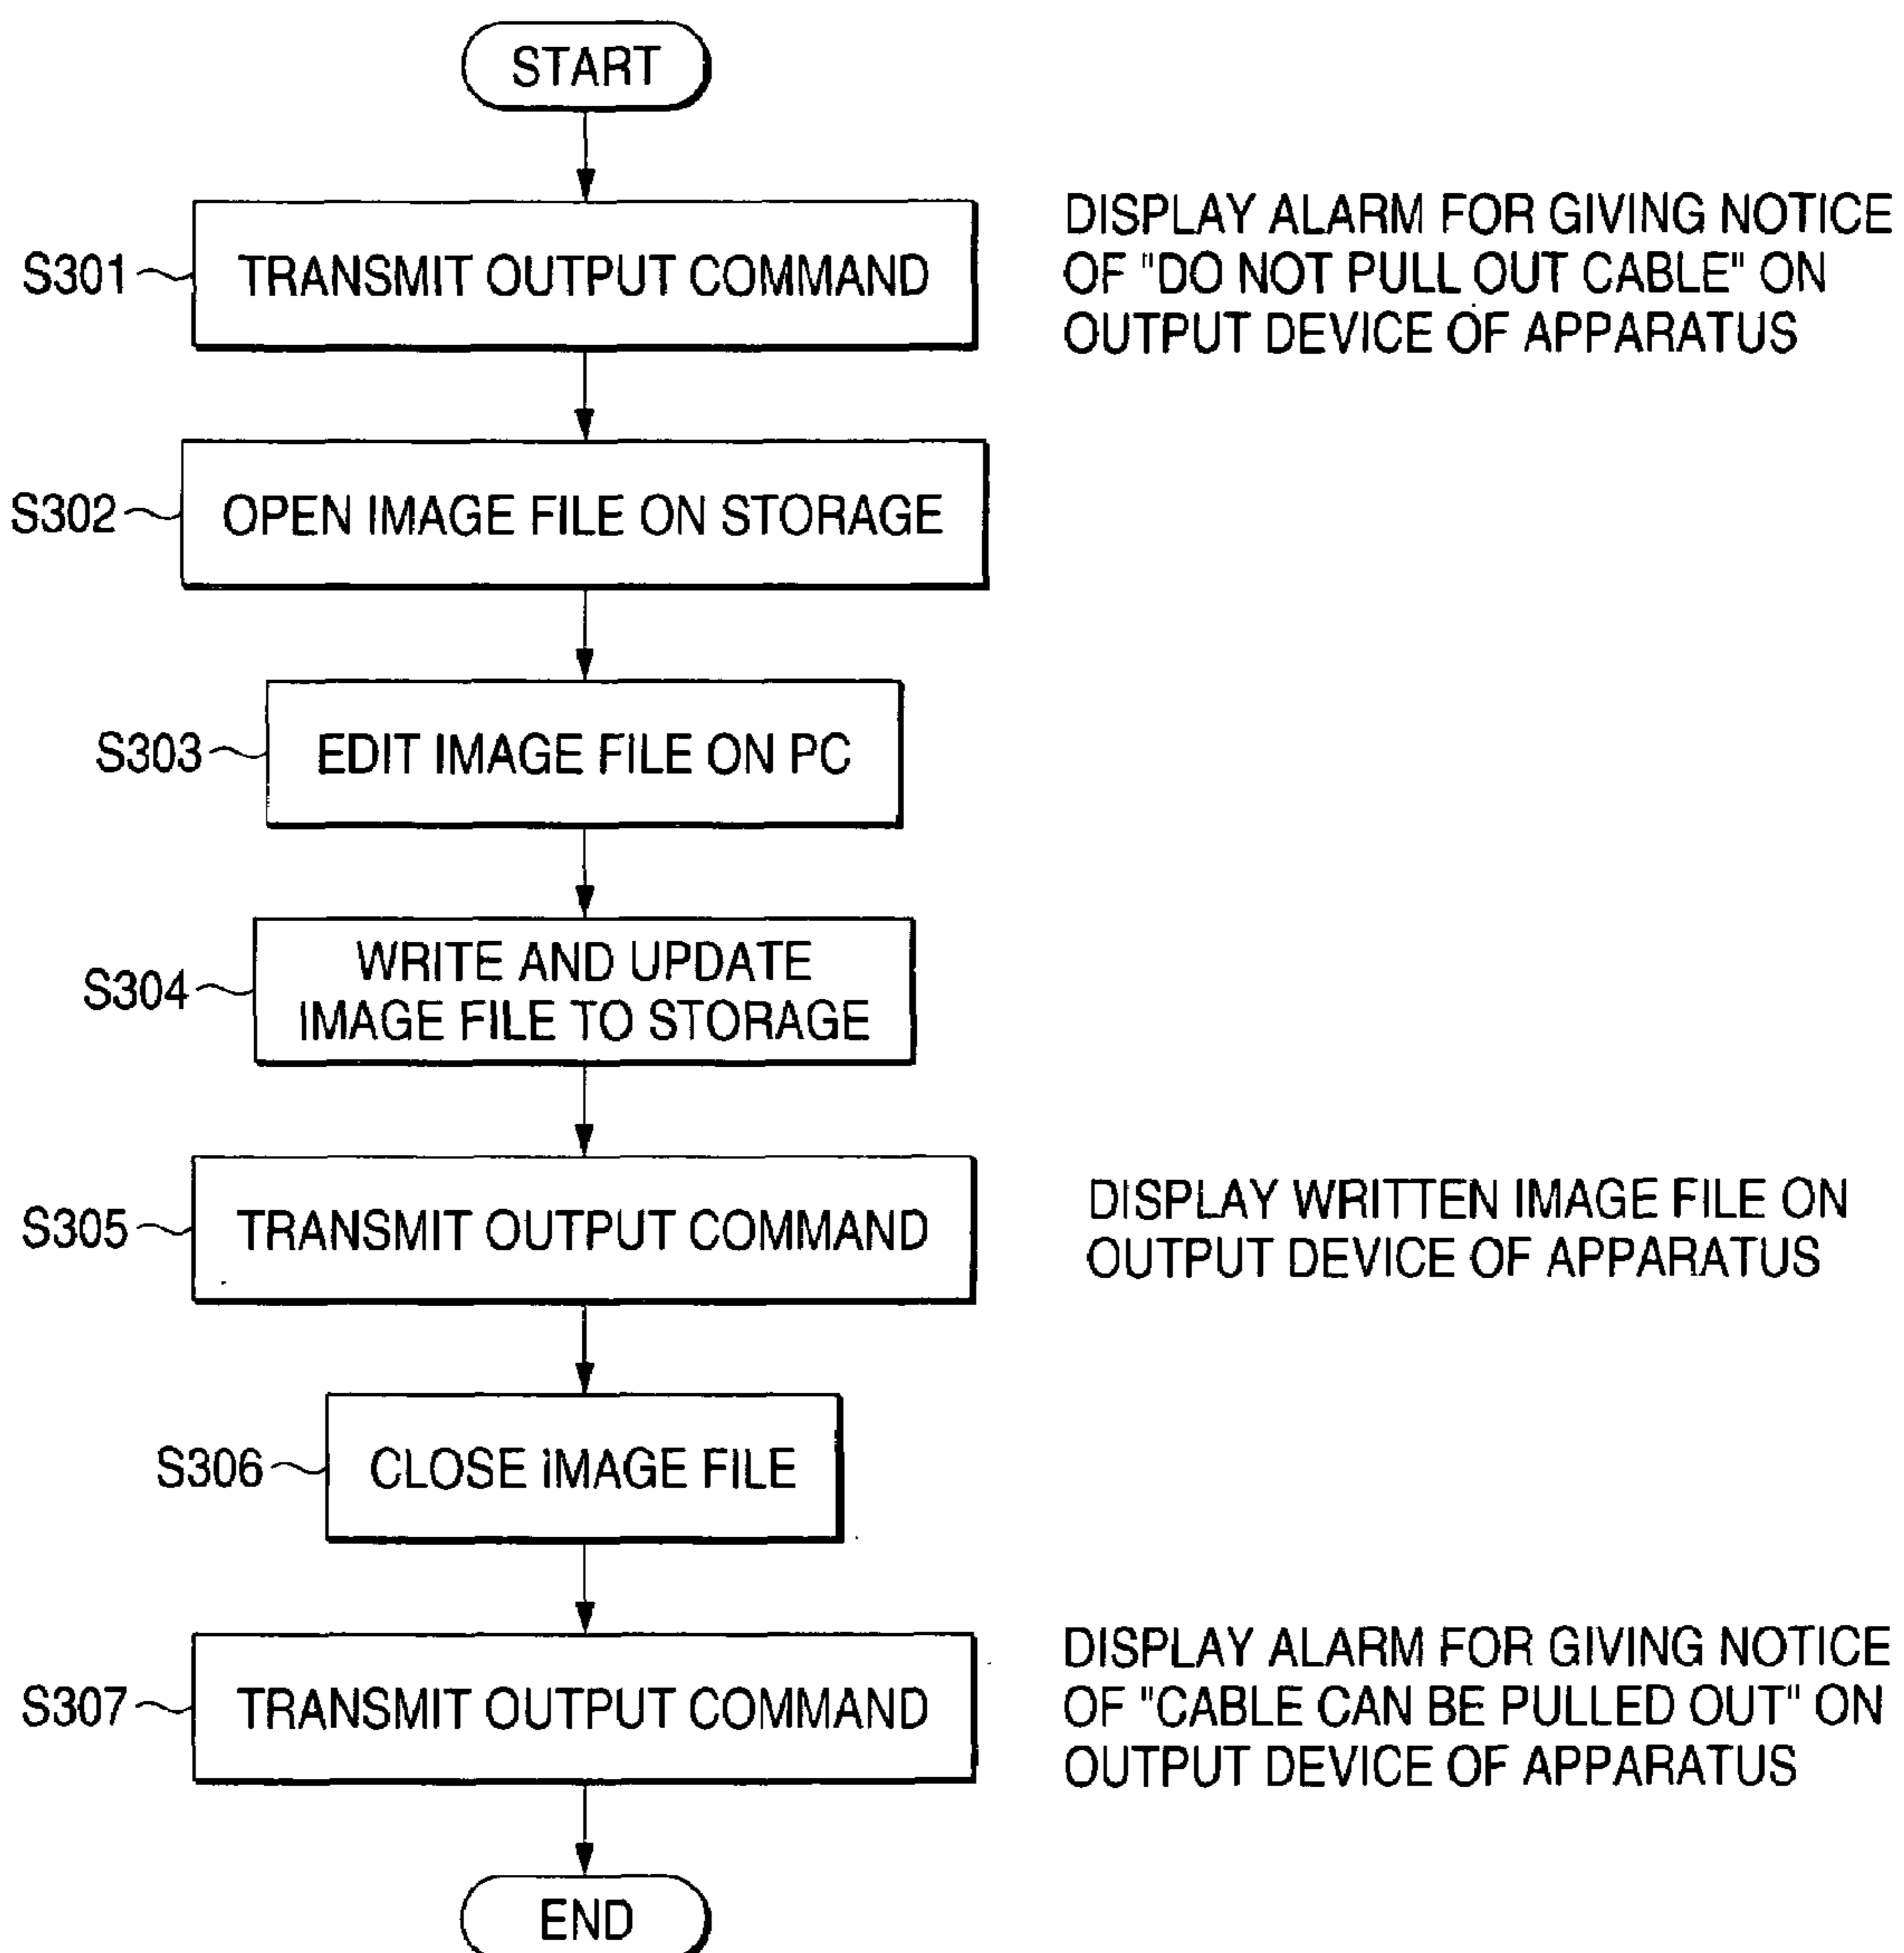 START
S301
TRANSMIT OUTPUT COMMAND
DISPLAY ALARM FOR GIVING NOTICE
OF "DO NOT PULL OUT CABLE" ON
OUTPUT DEVICE OF APPARATUS
S302
OPEN IMAGE FILE ON STORAGE
S303
EDIT IMAGE FILE ON PC
S304
WRITE AND UPDATE
IMAGE FILE TO STORAGE
S305
TRANSMIT OUTPUT COMMAND
DISPLAY WRITTEN IMAGE FILE ON
OUTPUT DEVICE OF APPARATUS
S306
CLOSE IMAGE FILE
S307
TRANSMIT OUTPUT COMMAND
DISPLAY ALARM FOR GIVING NOTICE
OF "CABLE CAN BE PULLED OUT" ON
OUTPUT DEVICE OF APPARATUS
END